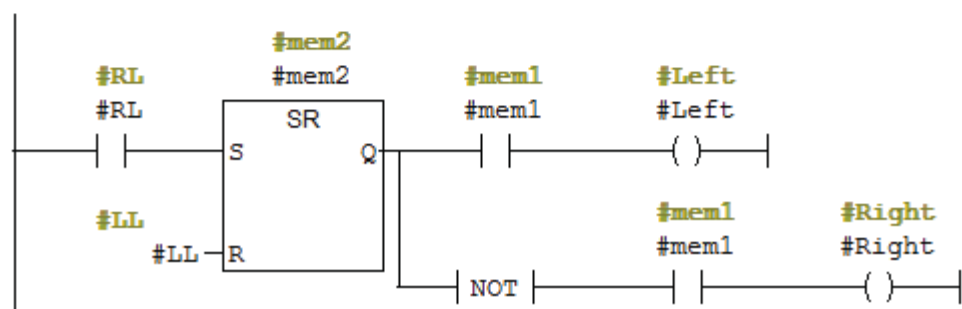 #mem2
#RL #mem2 #mem1 #Left
#RL SR #mem1 #Left
S Q
#LL #mem1 #Right
#LL R #mem1 #Right
NOT